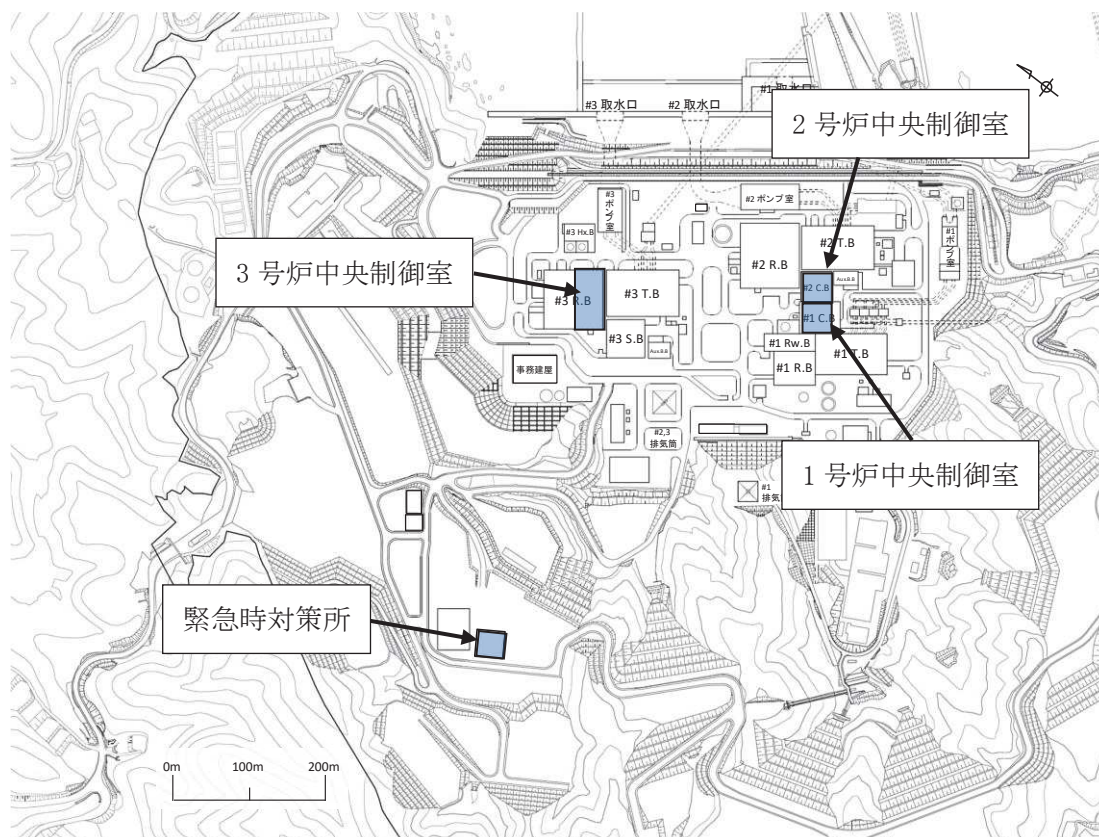 #1 取水口
#3 取水口
#2 取水口
2 号炉中央制御室
#3
ポンプ室
#2 ポンプ室
#1
ポンプ室
#3 Hx.B
#2 T.B
#2 R.B
3 号炉中央制御室
Aux.B.B
#2 C.B
#3 R.B
#3 T.B
#1 C.B
#3 S.B
#1 Rw.B
Aux.B.B
#1 T.B
事務建屋
#1 R.B
#2,3
排気筒
1 号炉中央制御室
#1
緊急時対策所
0m
100m
200m